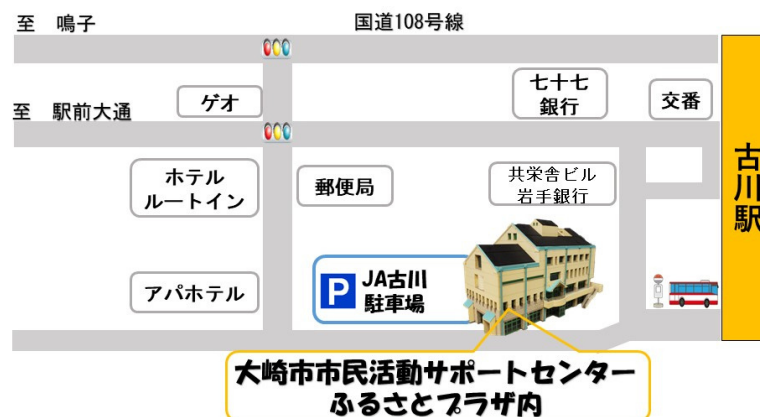 至 鳴子
国道108号線
ゲオ
七十七
銀行
交番
至 駅前大通
ホテル
ルートイン
郵便局
共栄舎ビル
岩手銀行
古川駅
アパホテル
P
JA古川
駐車場
大崎市市民活動サポートセンター
ふるさとプラザ内